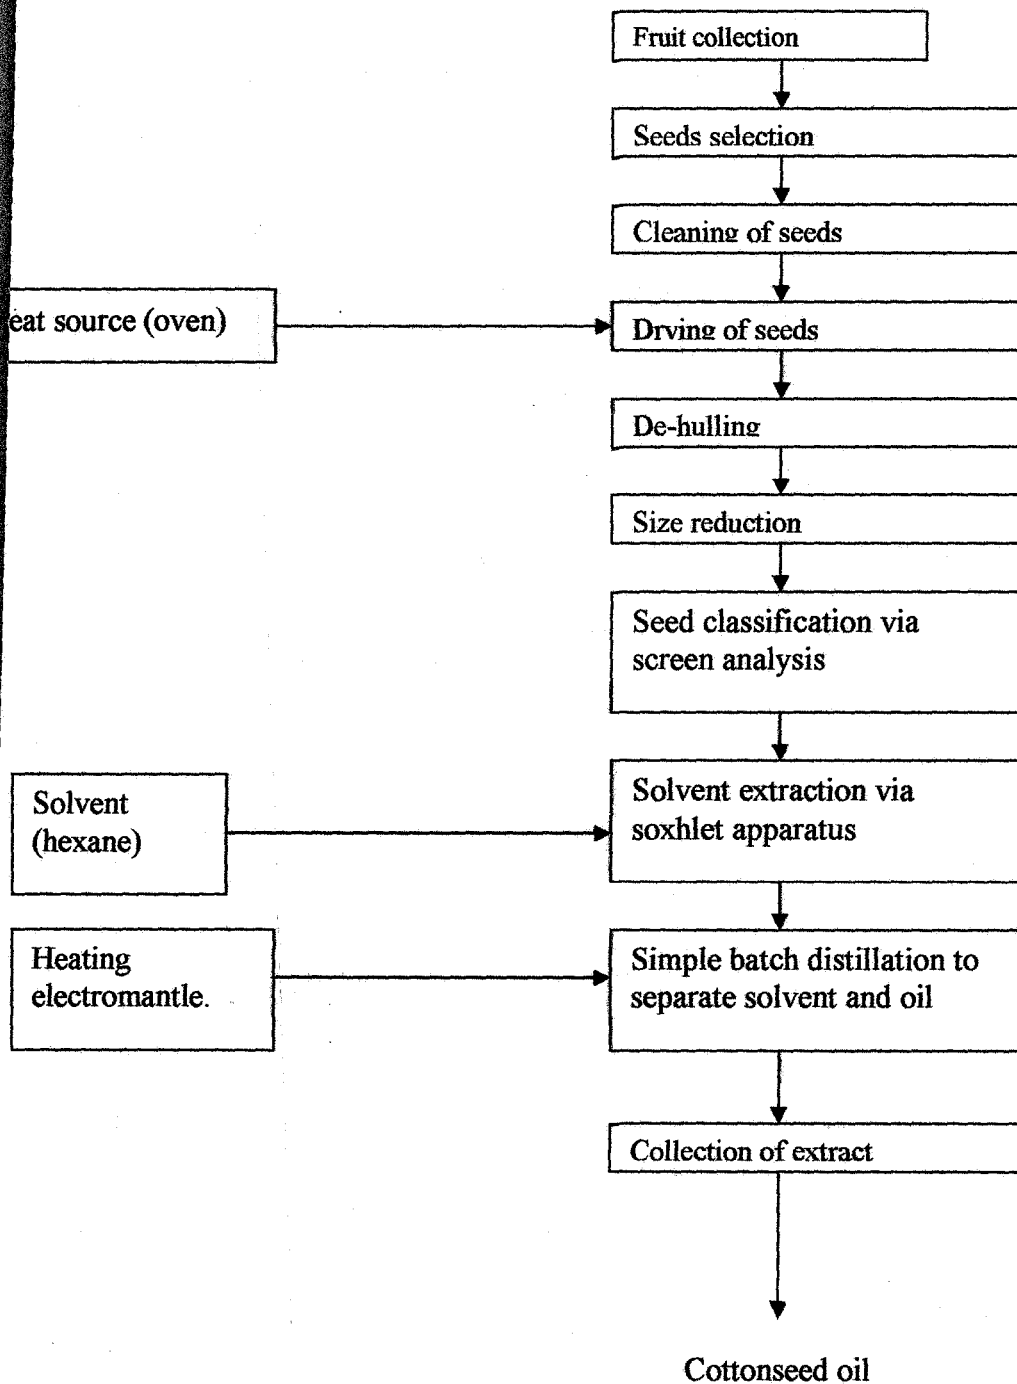 Fruit collection
Seeds selection
Cleaning of seeds
eat source (oven)
Drying of seeds
De-hulling
Size reduction
Seed classification via
screen analysis
Solvent
(hexane)
Solvent extraction via
soxhlet apparatus
Heating
electromantle.
Simple batch distillation to
separate solvent and oil
Collection of extract
Cottonseed oil